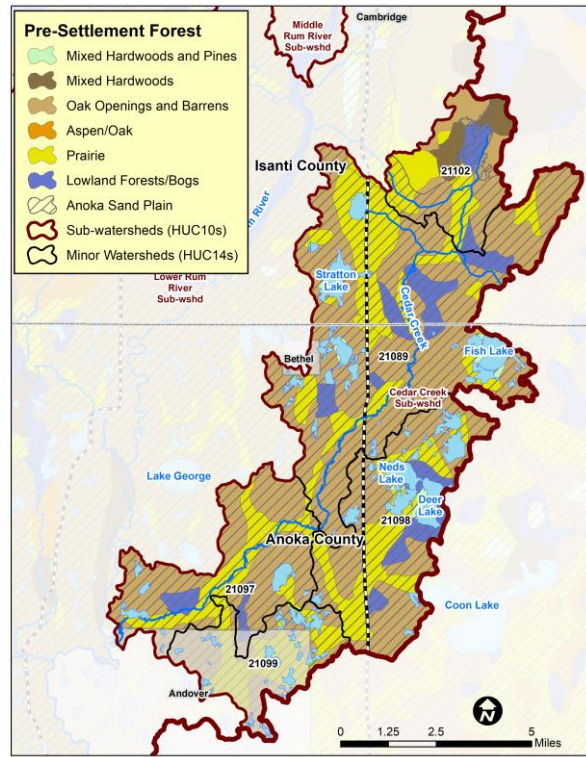 Pre-Settlement Forest
Mixed Hardwoods and Pines
Mixed Hardwoods
Oak Openings and Barrens
Aspen/Oak
Prairie
Lowland Forests/Bogs
Anoka Sand Plain
Sub-watersheds (HUC10s)
Minor Watersheds (HUC14s)
Middle
Rum River
Sub-wshd
Cambridge
Isanti County
21102
River
Lower Rum
River
Sub-wshd
Stratton
Lake
Cedar Creek
Fish Lake
Bethel
21089
Cedar Creek
Sub-wshd
Lake George
Neds
Lake
Deer
Lake
21098
Anoka County
21097
Coon Lake
21099
Andover
N
0 1.25 2.5 5
Miles